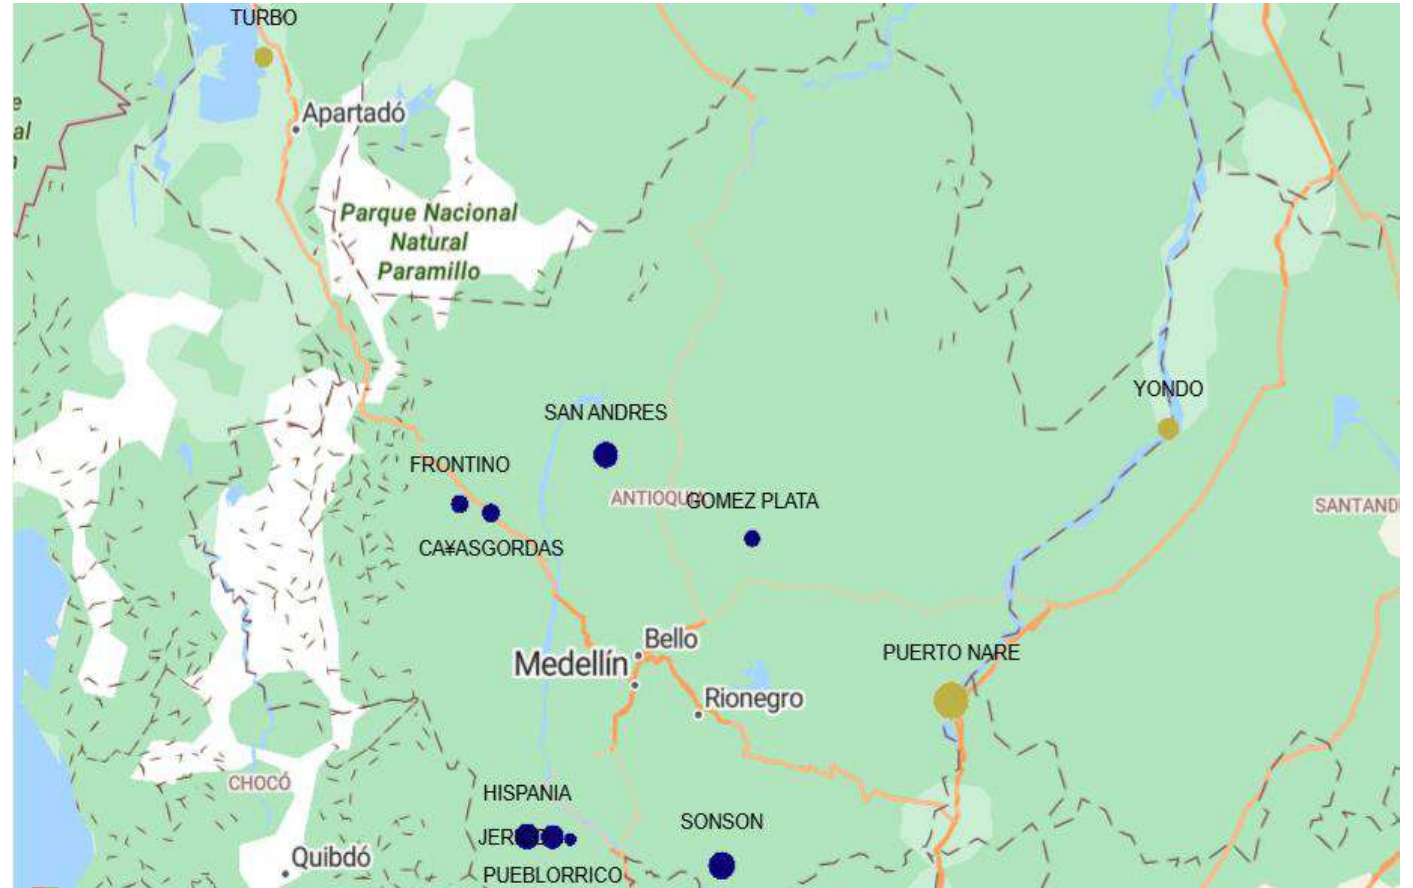 TURBO
Apartadó
e
al
n
Parque Nacional
Natural
Paramillo
YONDO
SAN ANDRES
FRONTINO
ANTIOQUIA
GOMEZ PLATA
SANTAND
CA¥ASGORDAS
Bello
Medellín
PUERTO NARE
Rionegro
CHOCÓ
HISPANIA
SONSON
Quibdó
PUEBLORRICO